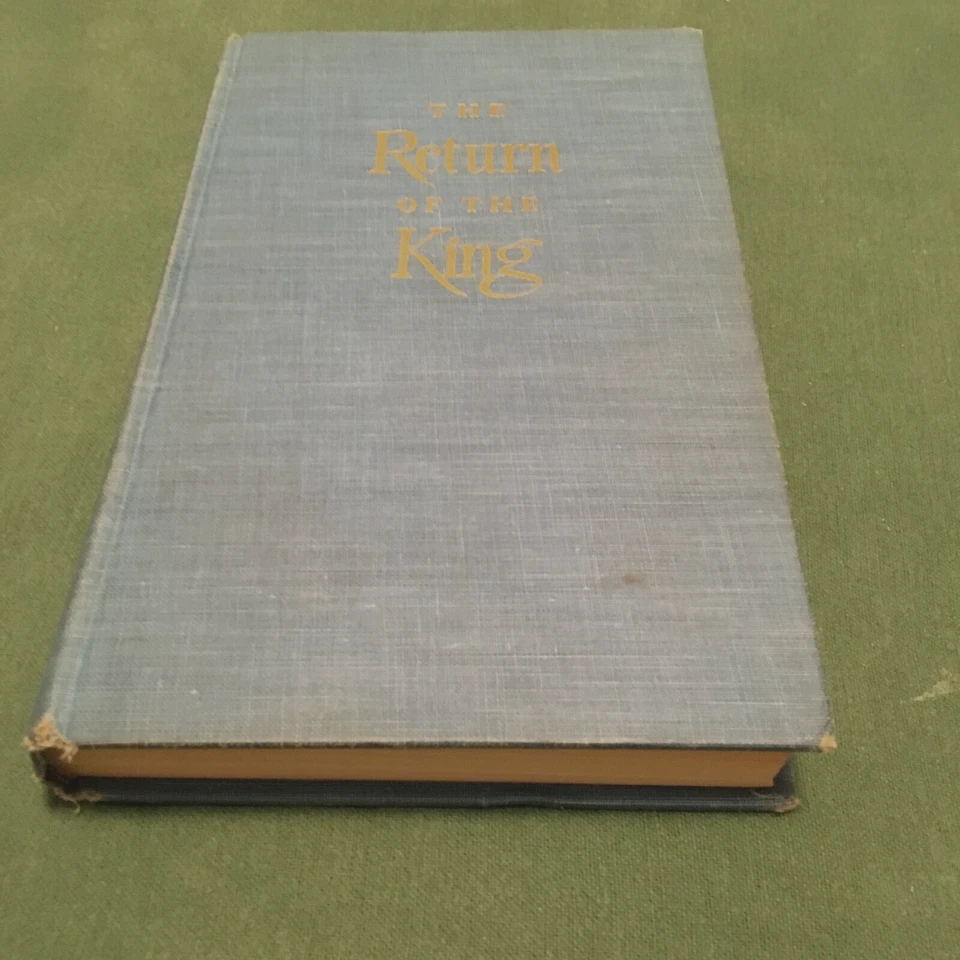 THE
Return
OF THE
King